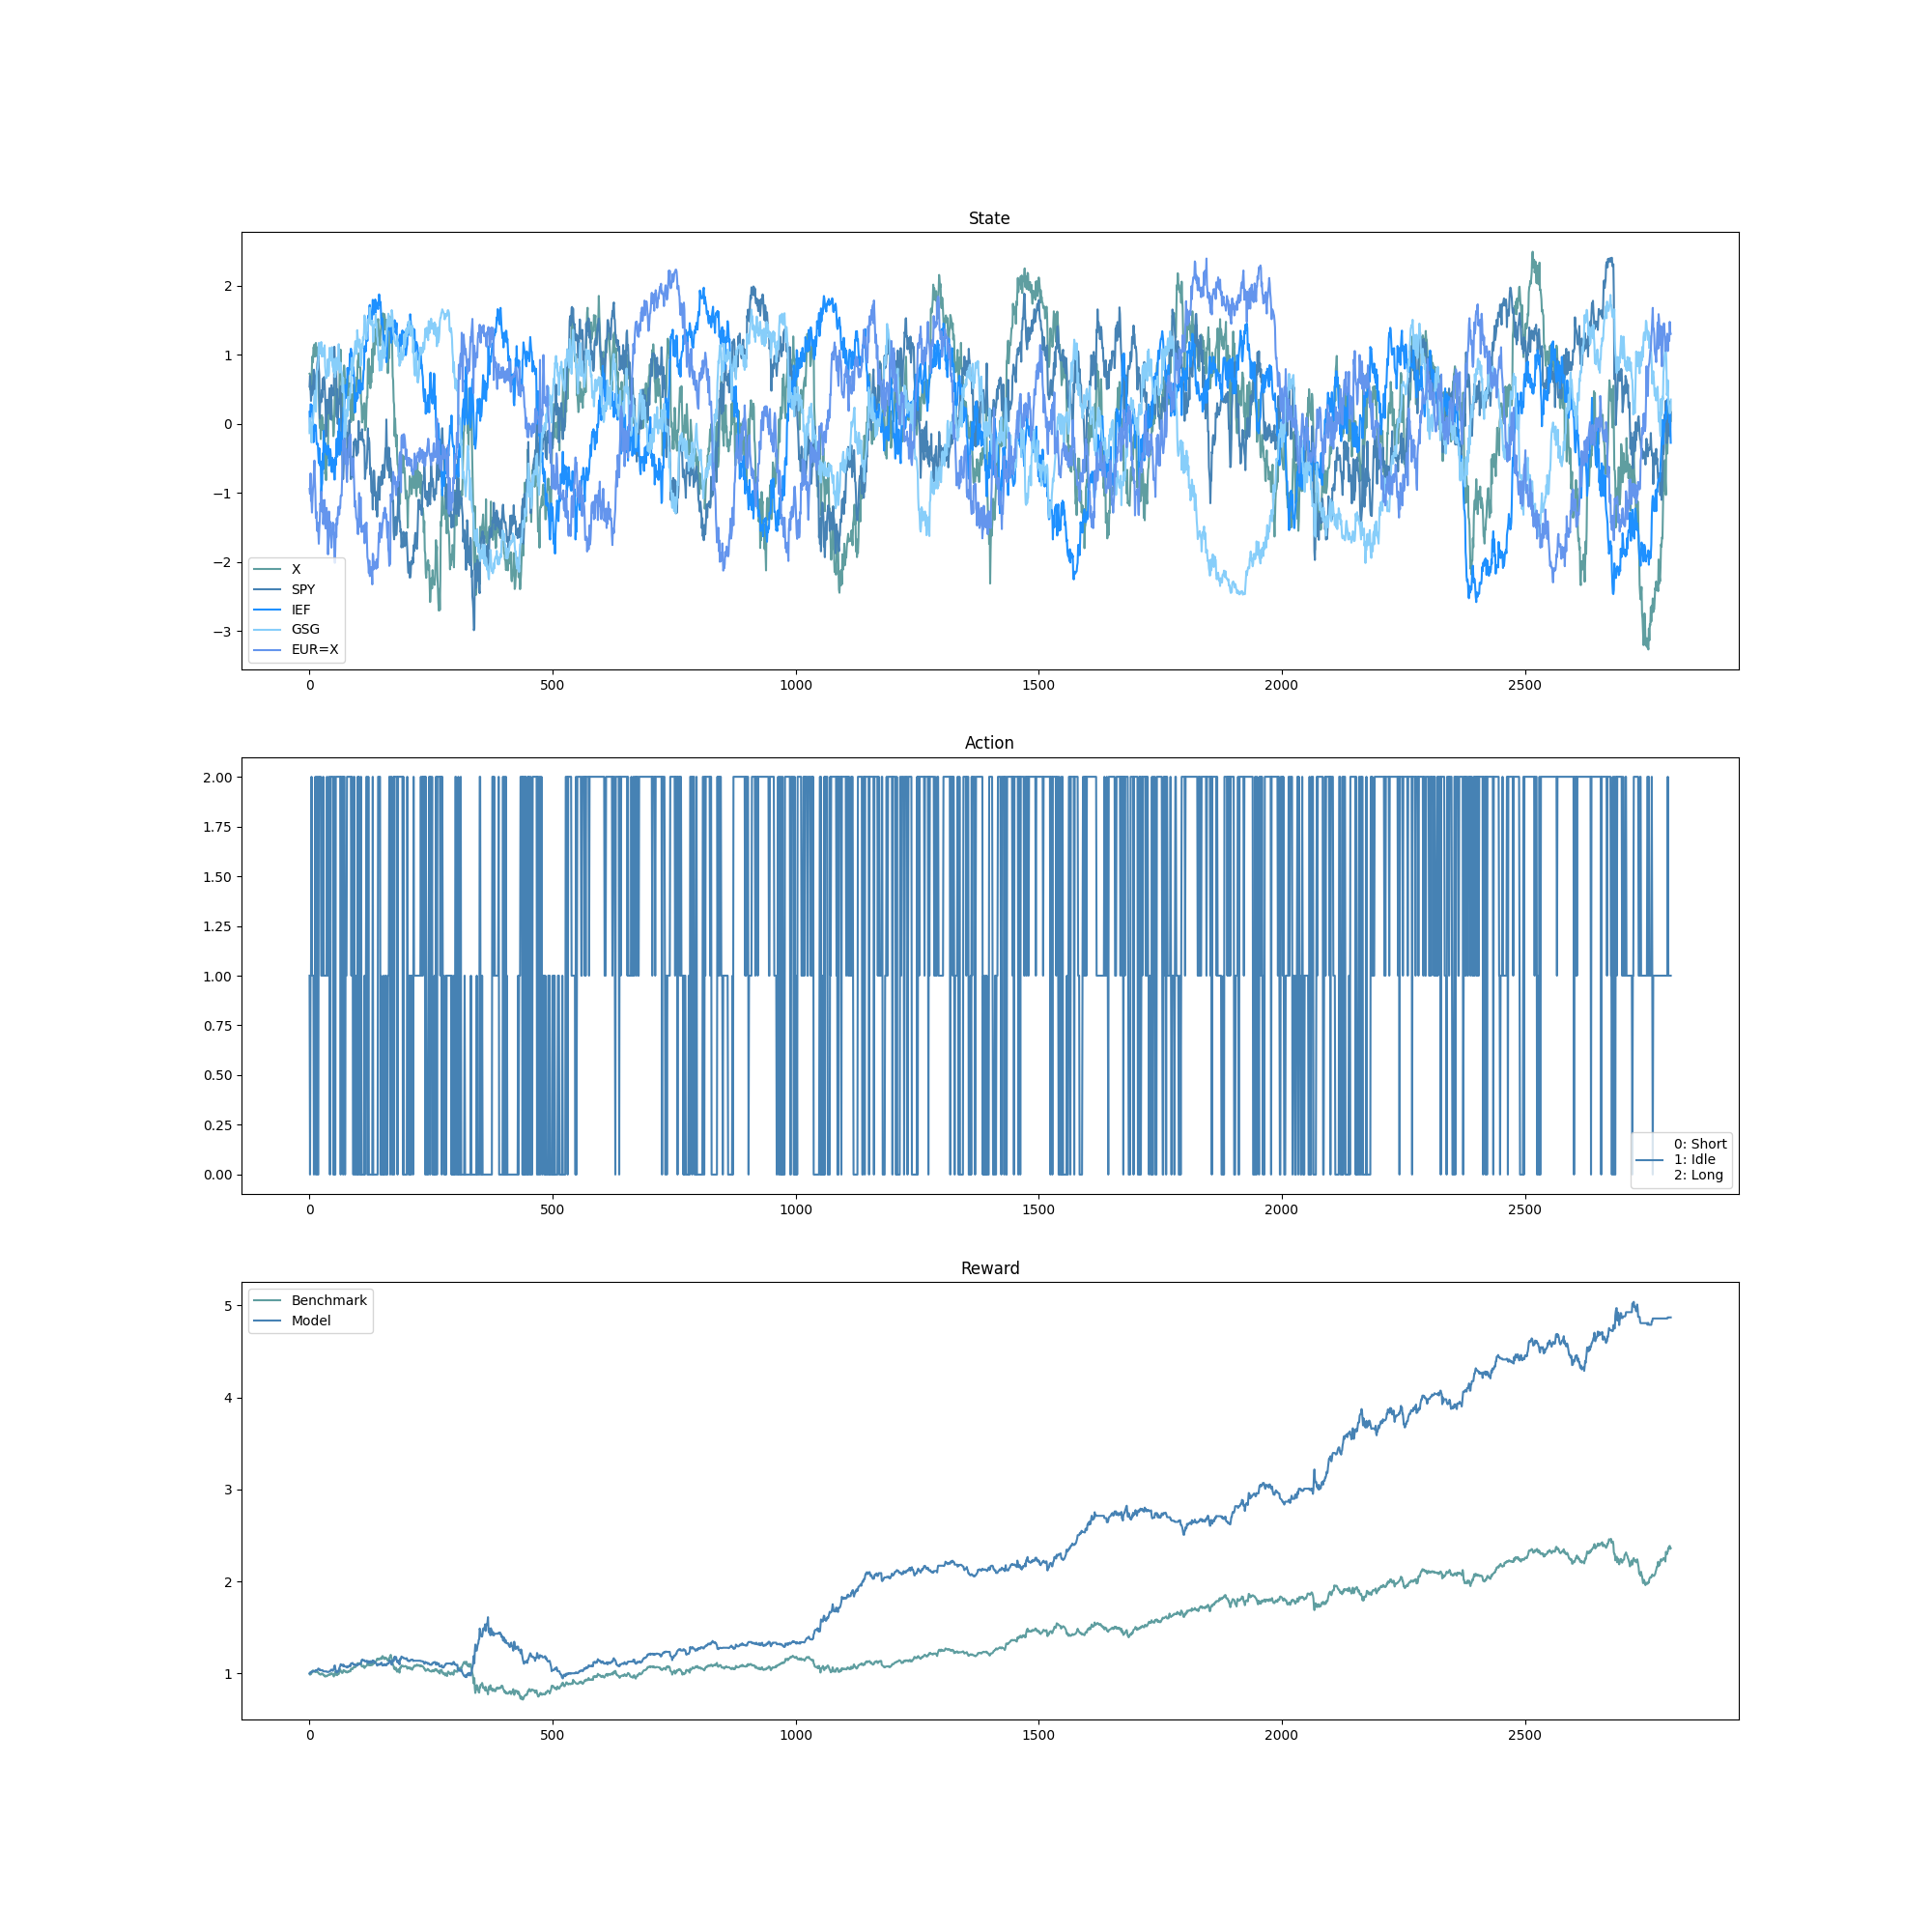 State
2
1
0
−1
−2
−3
X
SPY
IEF
GSG
EUR=X
0 500 1000 1500 2000 2500
Action
2.00
1.75
1.50
1.25
1.00
0.75
0.50
0.25
0.00
0: Short
1: Idle
2: Long
0 500 1000 1500 2000 2500
Reward
5
4
3
2
1
Benchmark
Model
0 500 1000 1500 2000 2500